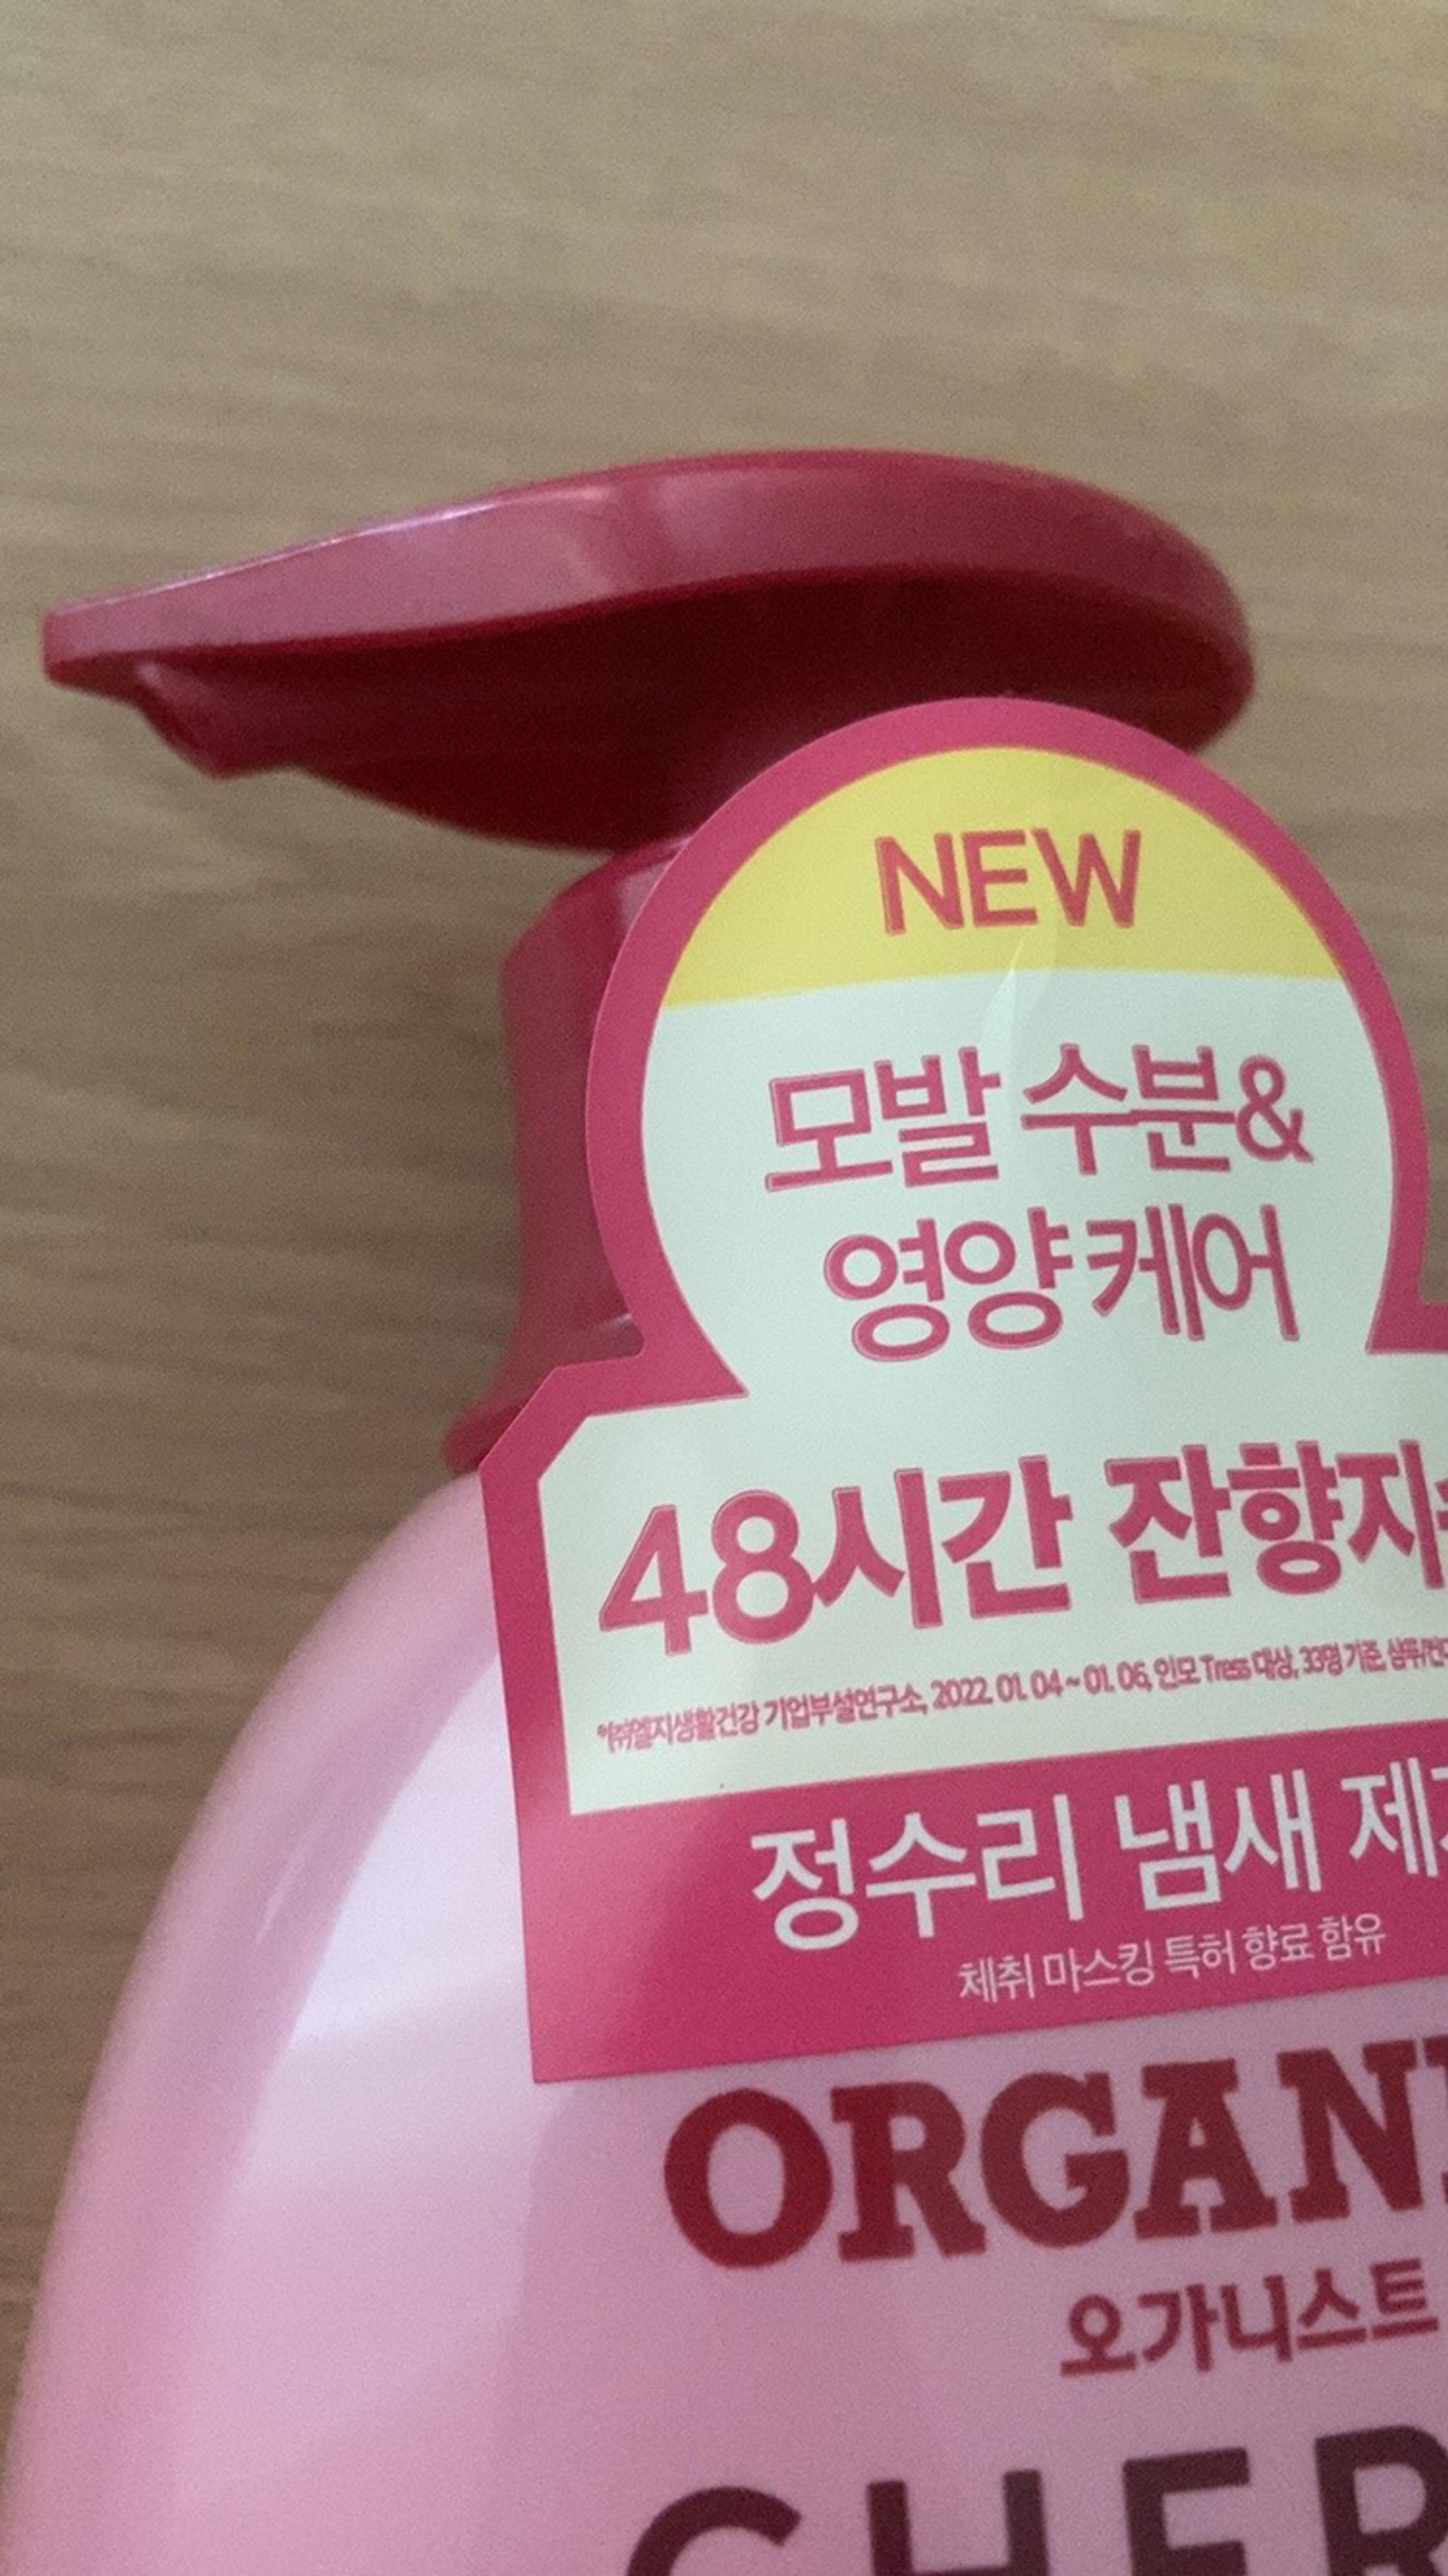 NEW
모발 수분&
영양 케어
48시간 잔향지
*(주)엘지생활건강 기업부설연구소, 2022. 01. 04 ~ 01. 06, 인모 Tress 대상, 33명 기준, 샴푸/컨
정수리 냄새 제
체취 마스킹 특허 향료 함유
ORGANI
오가니스트
CHER